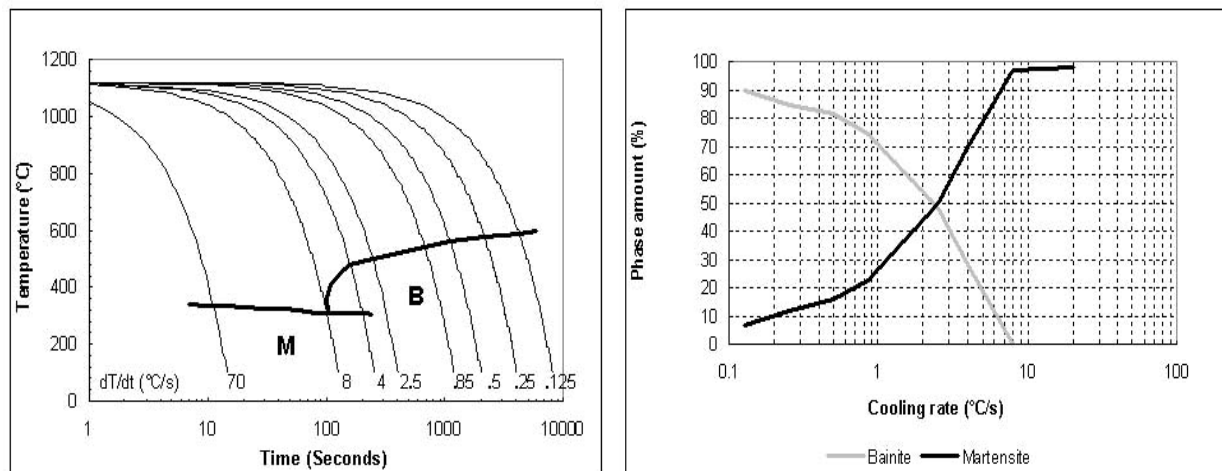 1200
1000
800
600
400
200
0
Temperature (°C)
B
M
dT/dt (°C/s) 70 8 4 2.5 .85 .5 .25 .125
1 10 100 1000 10000
Time (Seconds)
100
90
80
70
60
50
40
30
20
10
0
Phase amount (%)
0.1 1 10 100
Cooling rate (°C/s)
Bainite Martensite